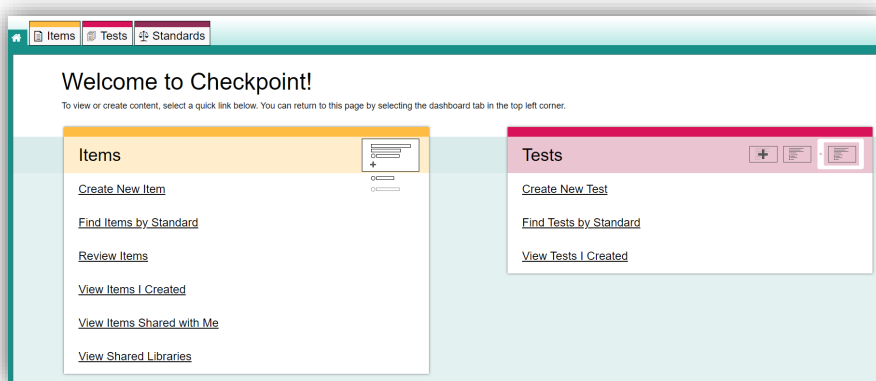 Items Tests Standards
Welcome to Checkpoint!
To view or create content, select a quick link below. You can return to this page by selecting the dashboard tab in the top left corner.
Items
Create New Item
Find Items by Standard
Review Items
View Items I Created
View Items Shared with Me
View Shared Libraries
Tests
Create New Test
Find Tests by Standard
View Tests I Created